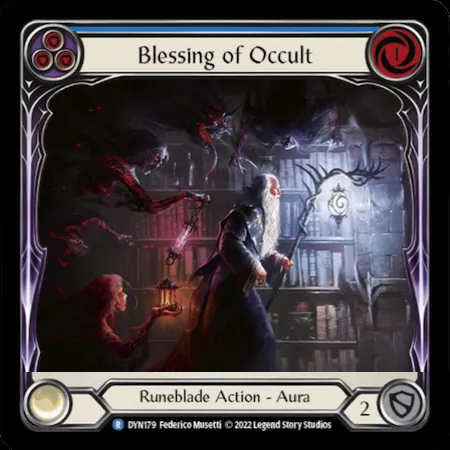 Blessing of Occult
1
Runeblade Action - Aura
2
R DYN179 Federico Musetti © 2022 Legend Story Studios